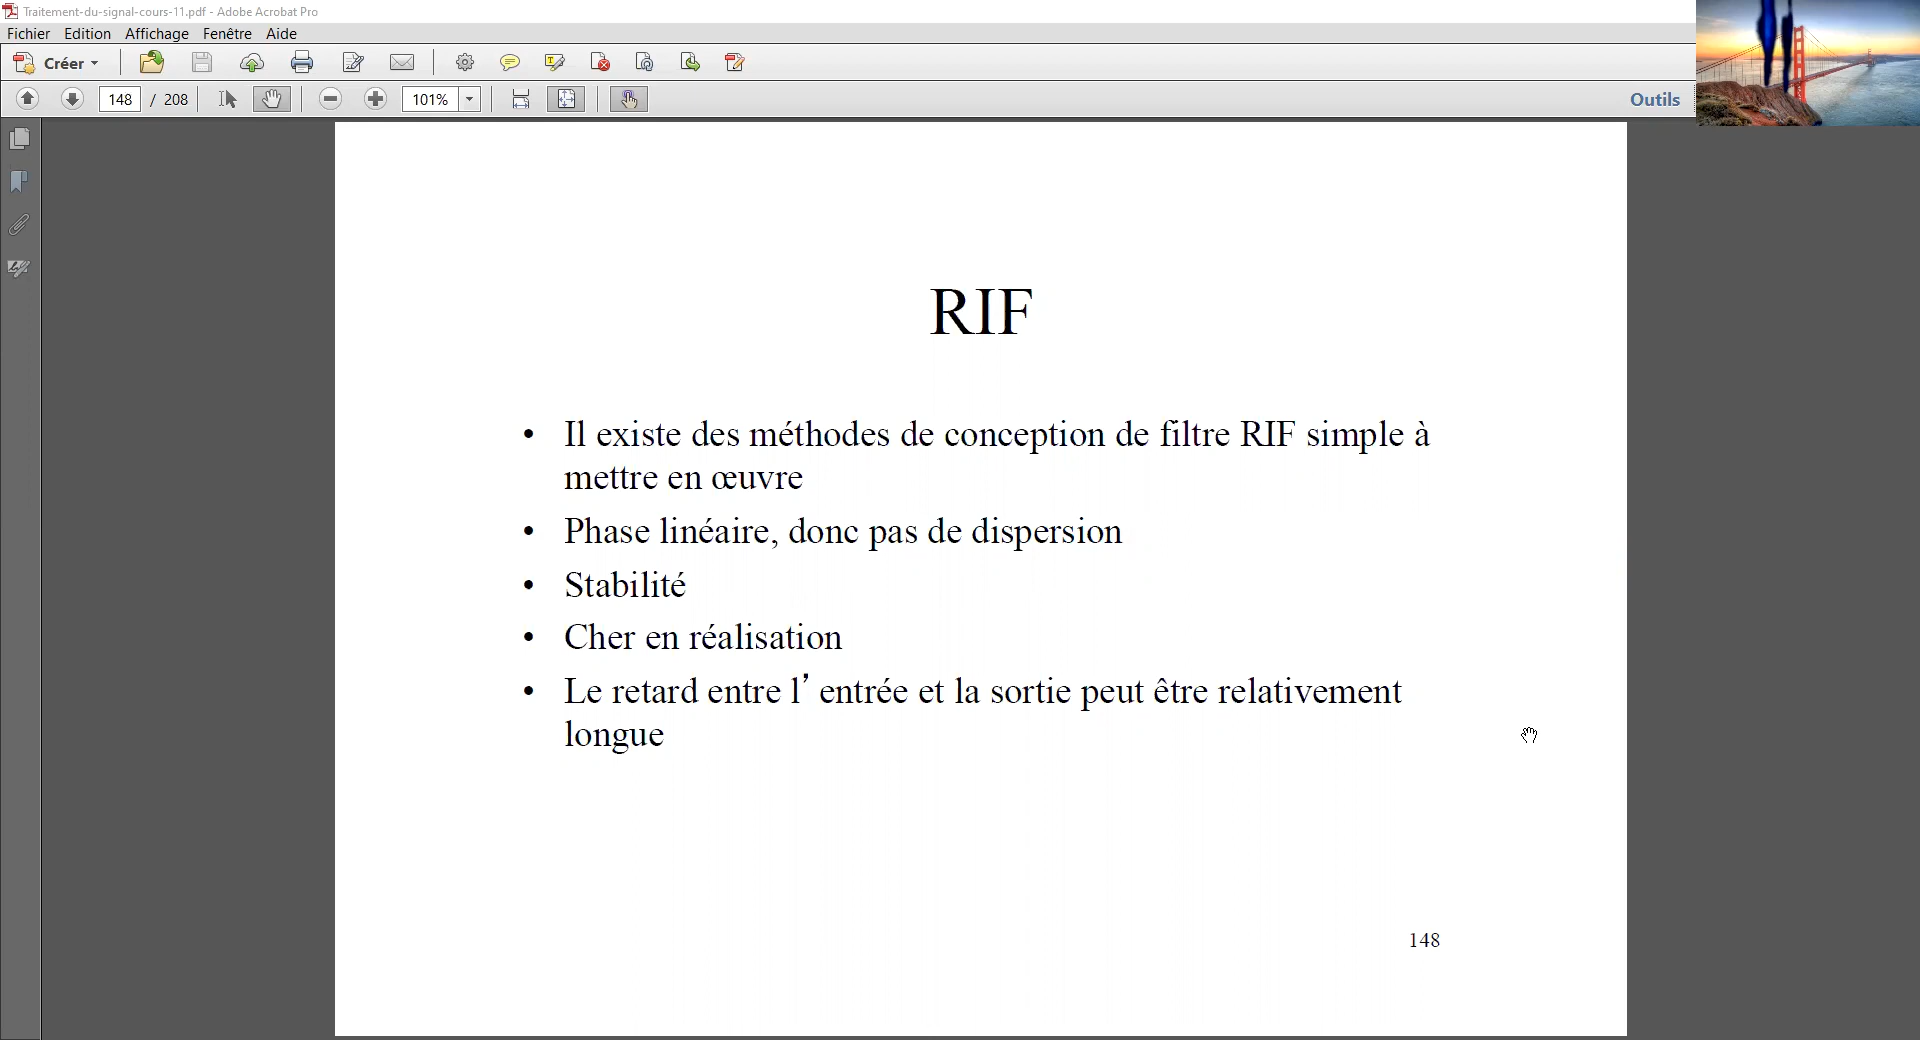 Traitement-du-signal-cours-11.pdf - Adobe Acrobat Pro
Fichier Edition Affichage Fenêtre Aide
Créer
148 / 208 101% Outils
RIF
• Il existe des méthodes de conception de filtre RIF simple à
mettre en œuvre
• Phase linéaire, donc pas de dispersion
• Stabilité
• Cher en réalisation
• Le retard entre l’ entrée et la sortie peut être relativement
longue
148